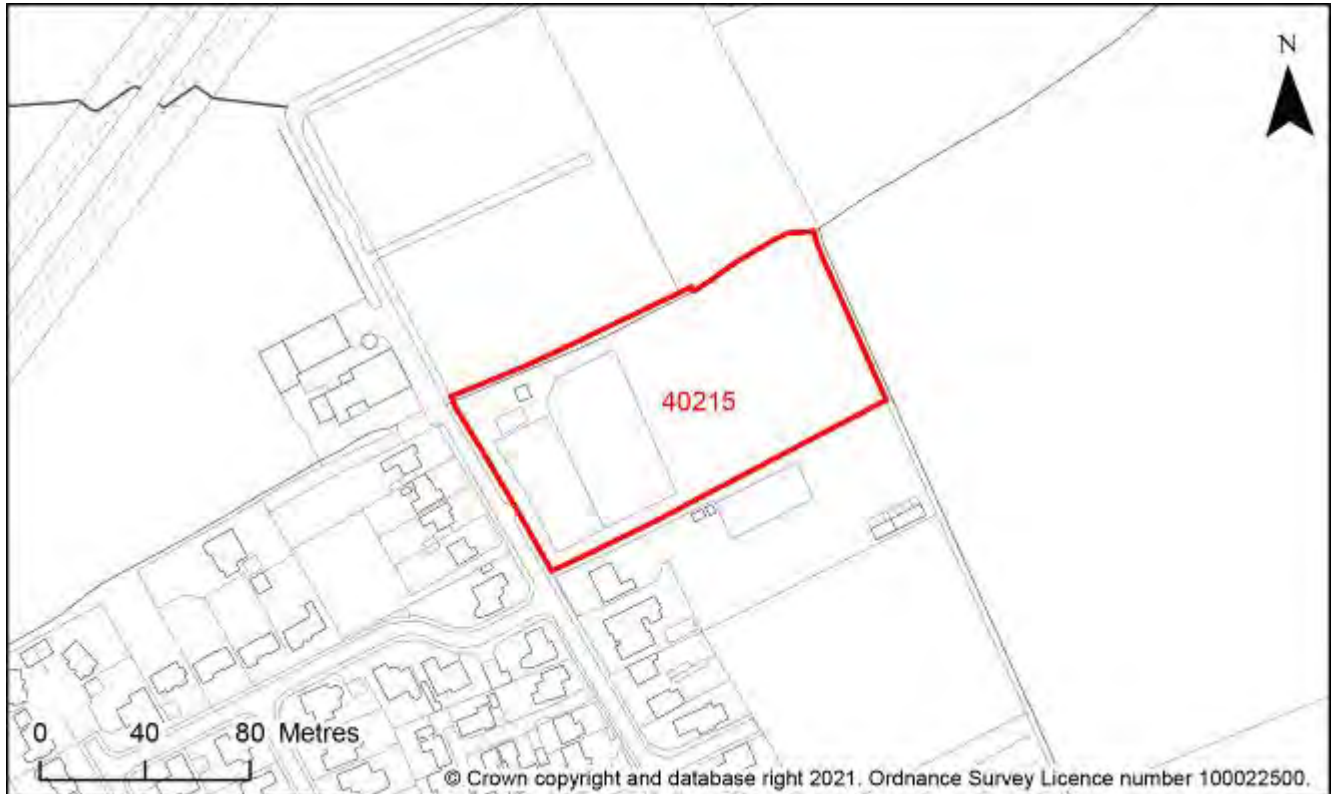 N
40215
0 40 80 Metres
© Crown copyright and database right 2021. Ordnance Survey Licence number 100022500.